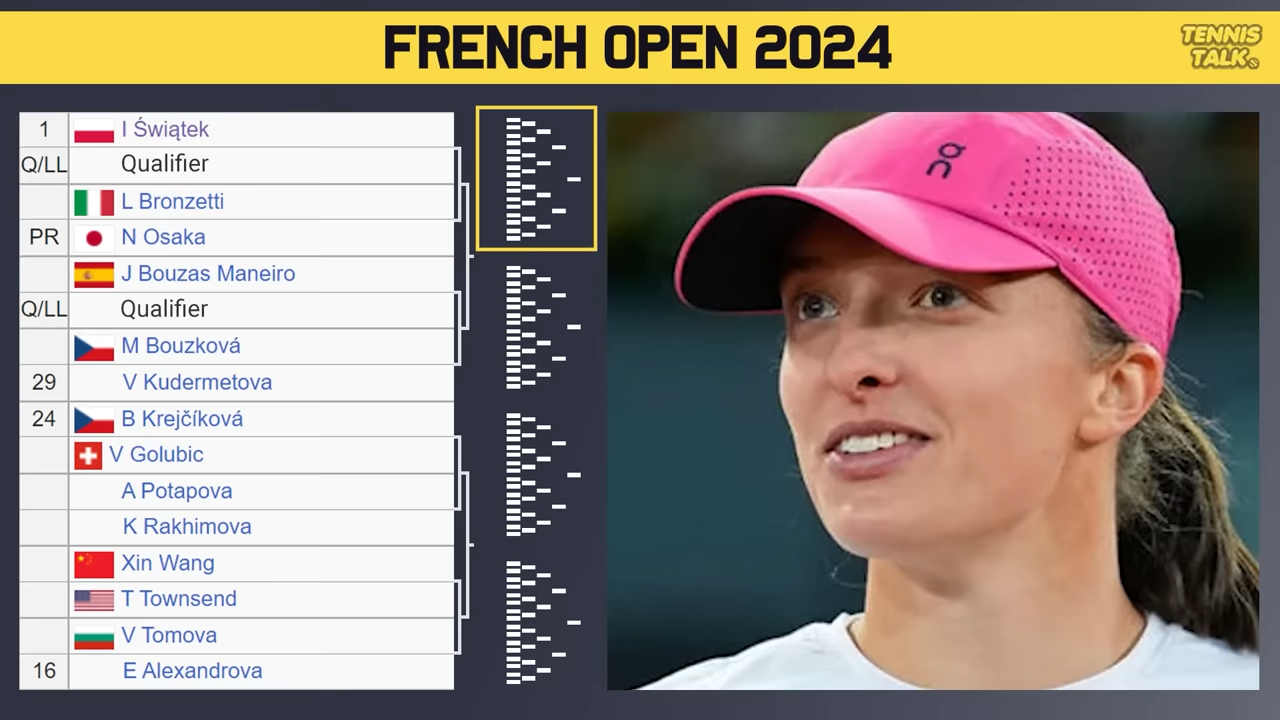 FRENCH OPEN 2024
TENNIS
TALK
1 I Świątek
Q/LL Qualifier
L Bronzetti
PR N Osaka
J Bouzas Maneiro
Q/LL Qualifier
M Bouzková
29 V Kudermetova
24 B Krejčíková
V Golubic
A Potapova
K Rakhimova
Xin Wang
T Townsend
V Tomova
16 E Alexandrova